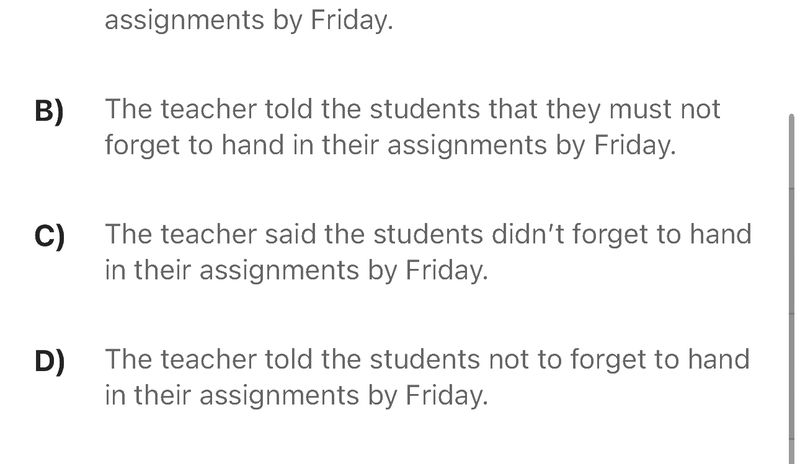 assignments by Friday.
B) The teacher told the students that they must not
forget to hand in their assignments by Friday.
C) The teacher said the students didn’t forget to hand
in their assignments by Friday.
D) The teacher told the students not to forget to hand
in their assignments by Friday.